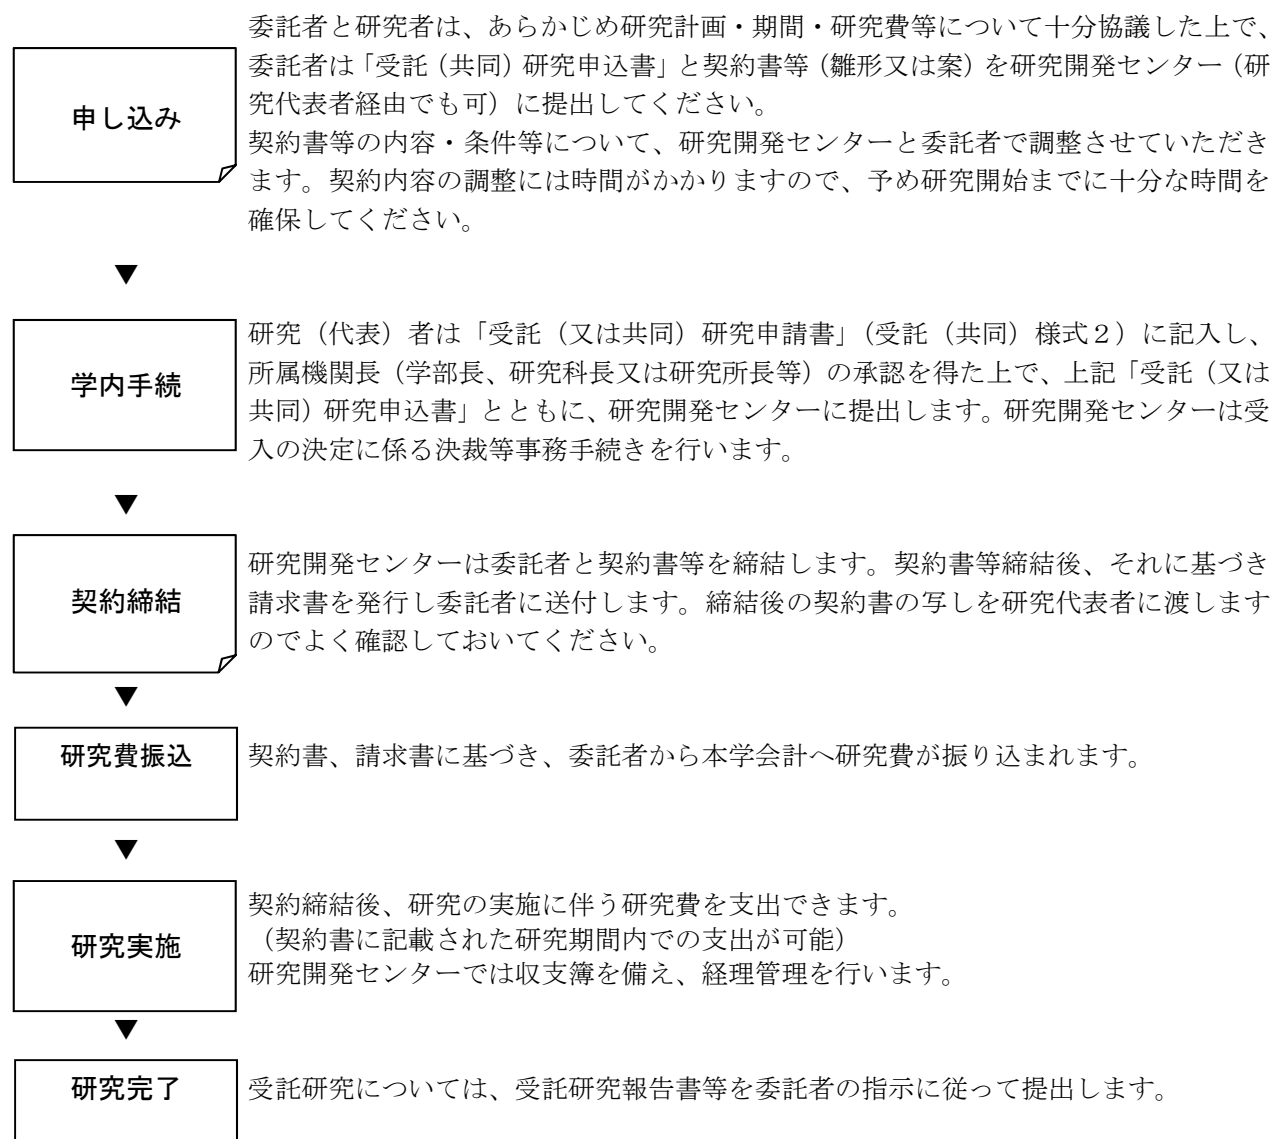 委託者と研究者は、あらかじめ研究計画・期間・研究費等について十分協議した上で、
委託者は「受託（共同）研究申込書」と契約書等（雛形又は案）を研究開発センター（研
究代表者経由でも可）に提出してください。
申し込み
契約書等の内容・条件等について、研究開発センターと委託者で調整させていただき
ます。契約内容の調整には時間がかかりますので、予め研究開始までに十分な時間を
確保してください。
▼
研究（代表）者は「受託（又は共同）研究申請書」（受託（共同）様式２）に記入し、
学内手続
所属機関長（学部長、研究科長又は研究所長等）の承認を得た上で、上記「受託（又は
共同）研究申込書」とともに、研究開発センターに提出します。研究開発センターは受
入の決定に係る決裁等事務手続きを行います。
▼
契約締結
研究開発センターは委託者と契約書等を締結します。契約書等締結後、それに基づき
請求書を発行し委託者に送付します。締結後の契約書の写しを研究代表者に渡します
のでよく確認しておいてください。
▼
研究費振込
契約書、請求書に基づき、委託者から本学会計へ研究費が振り込まれます。
▼
研究実施
契約締結後、研究の実施に伴う研究費を支出できます。
（契約書に記載された研究期間内での支出が可能）
研究開発センターでは収支簿を備え、経理管理を行います。
▼
研究完了
受託研究については、受託研究報告書等を委託者の指示に従って提出します。